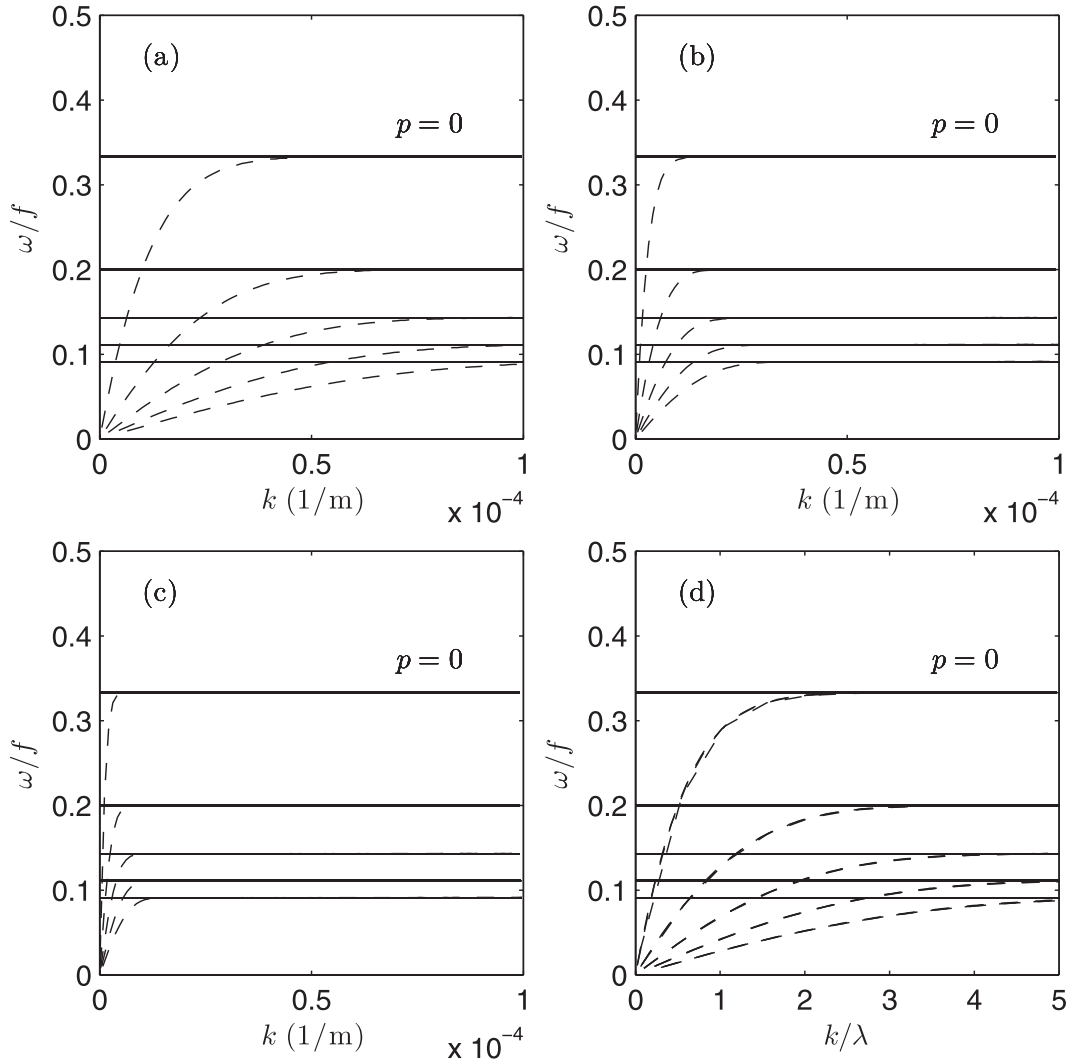 0.5
(a)
0.4
p = 0
0.3
ω/f
0.2
0.1
0
0
0.5
1
k (1/m)
x 10⁻⁴
0.5
(b)
0.4
p = 0
0.3
ω/f
0.2
0.1
0
0
0.5
1
k (1/m)
x 10⁻⁴
0.5
(c)
0.4
p = 0
0.3
ω/f
0.2
0.1
0
0
0.5
1
k (1/m)
x 10⁻⁴
0.5
(d)
0.4
p = 0
0.3
ω/f
0.2
0.1
0
0 1 2 3 4 5
k/λ